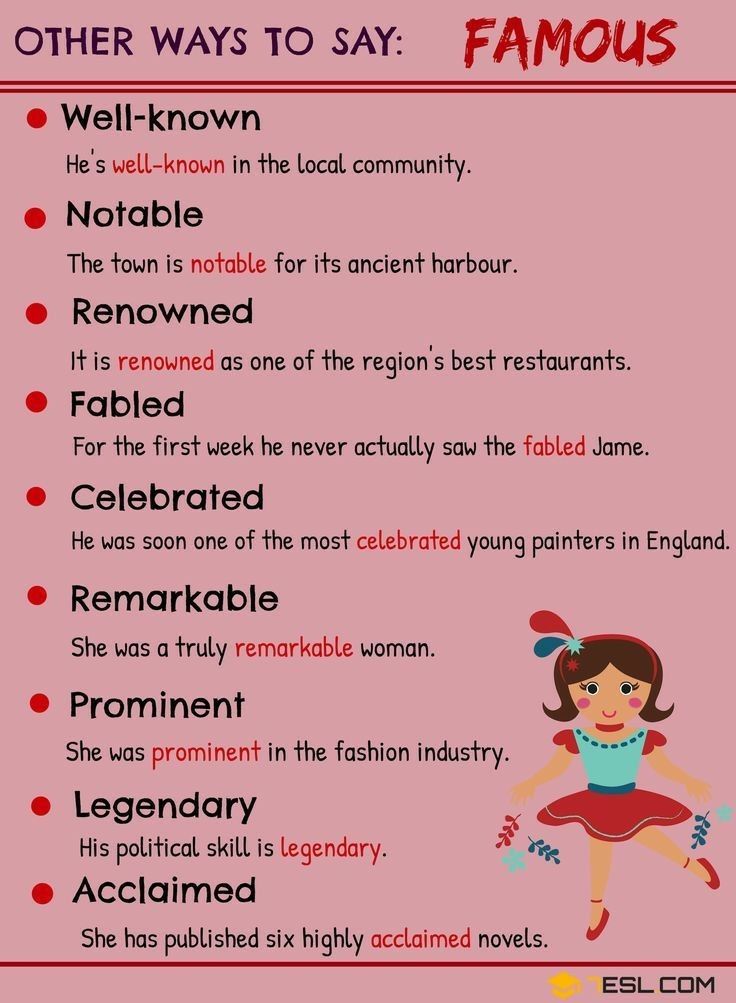 OTHER WAYS TO SAY: FAMOUS
Well-known
He's well-known in the local community.
Notable
The town is notable for its ancient harbour.
Renowned
It is renowned as one of the region's best restaurants.
Fabled
For the first week he never actually saw the fabled Jame.
Celebrated
He was soon one of the most celebrated young painters in England.
Remarkable
She was a truly remarkable woman.
Prominent
She was prominent in the fashion industry.
Legendary
His political skill is legendary.
Acclaimed
She has published six highly acclaimed novels.
7ESL.COM